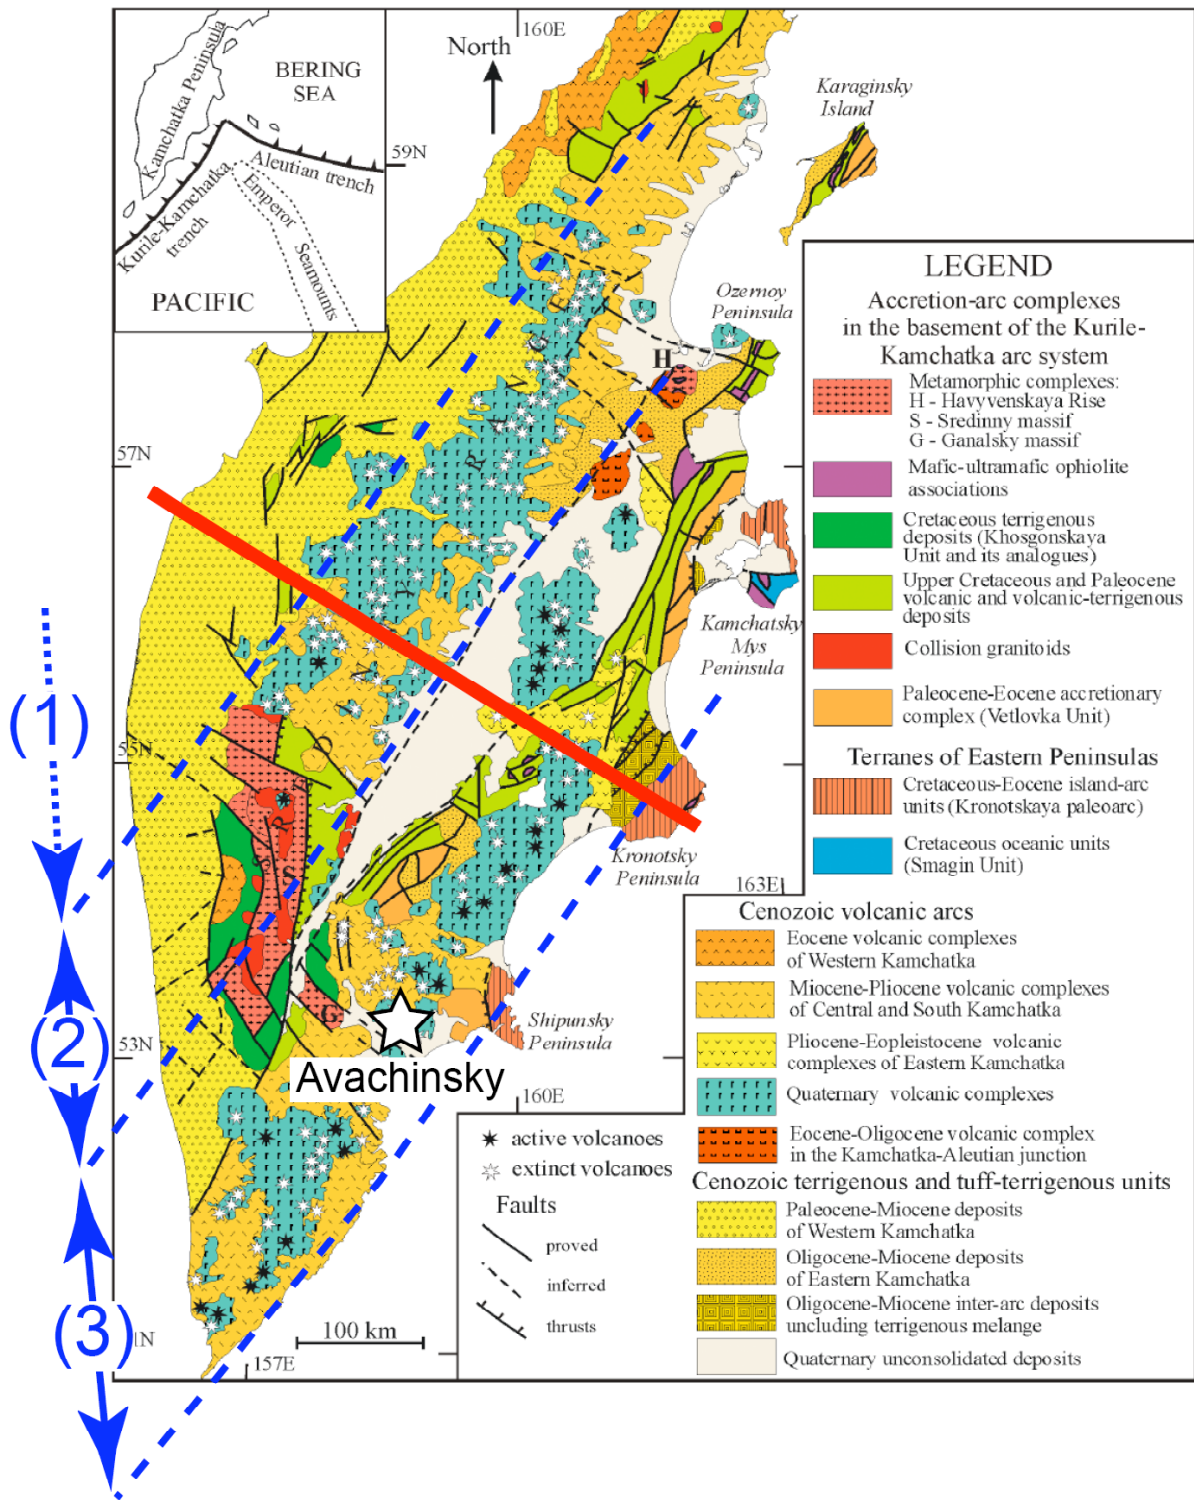 160E
North
BERING
SEA
Kamchatka Peninsula
59N
Aleutian trench
Kurile-Kamchatka
trench
Emperor
Seamounts
PACIFIC
Karaginsky
Island
Ozernoy
Peninsula
H
57N
Kamchatsky
Mys
Peninsula
(1)
55N
S R E D I N N Y
R A N G E
S
Kronotsky
Peninsula
163E
(2)
G
Shipunsky
Peninsula
53N
Avachinsky
160E
(3)
1N
157E
100 km
LEGEND
Accretion-arc complexes
in the basement of the Kurile-
Kamchatka arc system
Metamorphic complexes:
H - Havyvenskaya Rise
S - Sredinny massif
G - Ganalsky massif
Mafic-ultramafic ophiolite
associations
Cretaceous terrigenous
deposits (Khosgonskaya
Unit and its analogues)
Upper Cretaceous and Paleocene
volcanic and volcanic-terrigenous
deposits
Collision granitoids
Paleocene-Eocene accretionary
complex (Vetlovka Unit)
Terranes of Eastern Peninsulas
Cretaceous-Eocene island-arc
units (Kronotskaya paleoarc)
Cretaceous oceanic units
(Smagin Unit)
Cenozoic volcanic arcs
Eocene volcanic complexes
of Western Kamchatka
Miocene-Pliocene volcanic complexes
of Central and South Kamchatka
Pliocene-Eopleistocene volcanic
complexes of Eastern Kamchatka
Quaternary volcanic complexes
Eocene-Oligocene volcanic complex
in the Kamchatka-Aleutian junction
Cenozoic terrigenous and tuff-terrigenous units
Paleocene-Miocene deposits
of Western Kamchatka
Oligocene-Miocene deposits
of Eastern Kamchatka
Oligocene-Miocene inter-arc deposits
uncluding terrigenous melange
Quaternary unconsolidated deposits
active volcanoes
extinct volcanoes
Faults
proved
inferred
thrusts